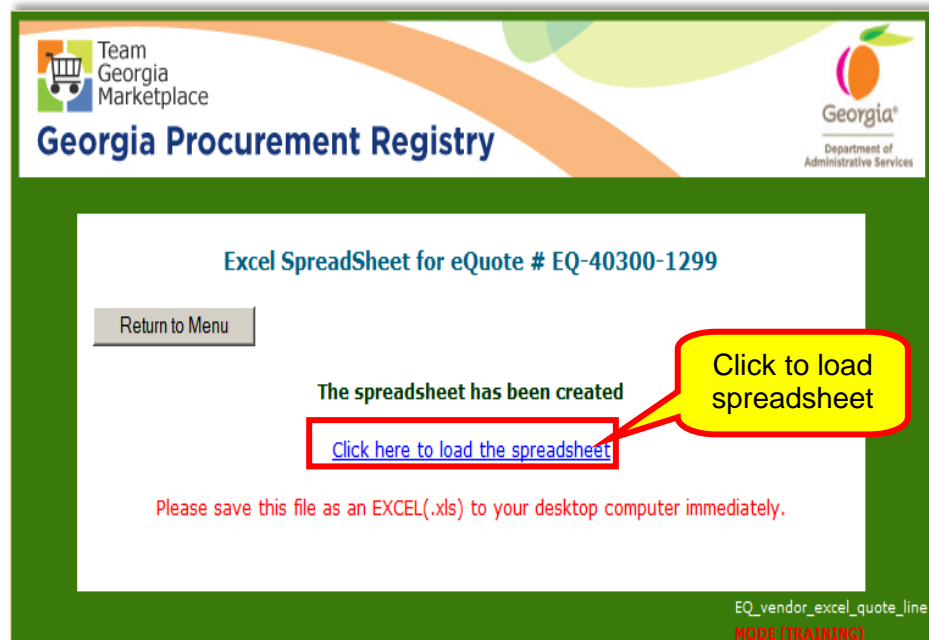 Team
Georgia
Marketplace
Georgia Procurement Registry
Georgia®
Department of
Administrative Services
Excel SpreadSheet for eQuote # EQ-40300-1299
Return to Menu
Click to load
spreadsheet
The spreadsheet has been created
Click here to load the spreadsheet
Please save this file as an EXCEL(.xls) to your desktop computer immediately.
EQ_vendor_excel_quote_line
MODE (TRAINING)